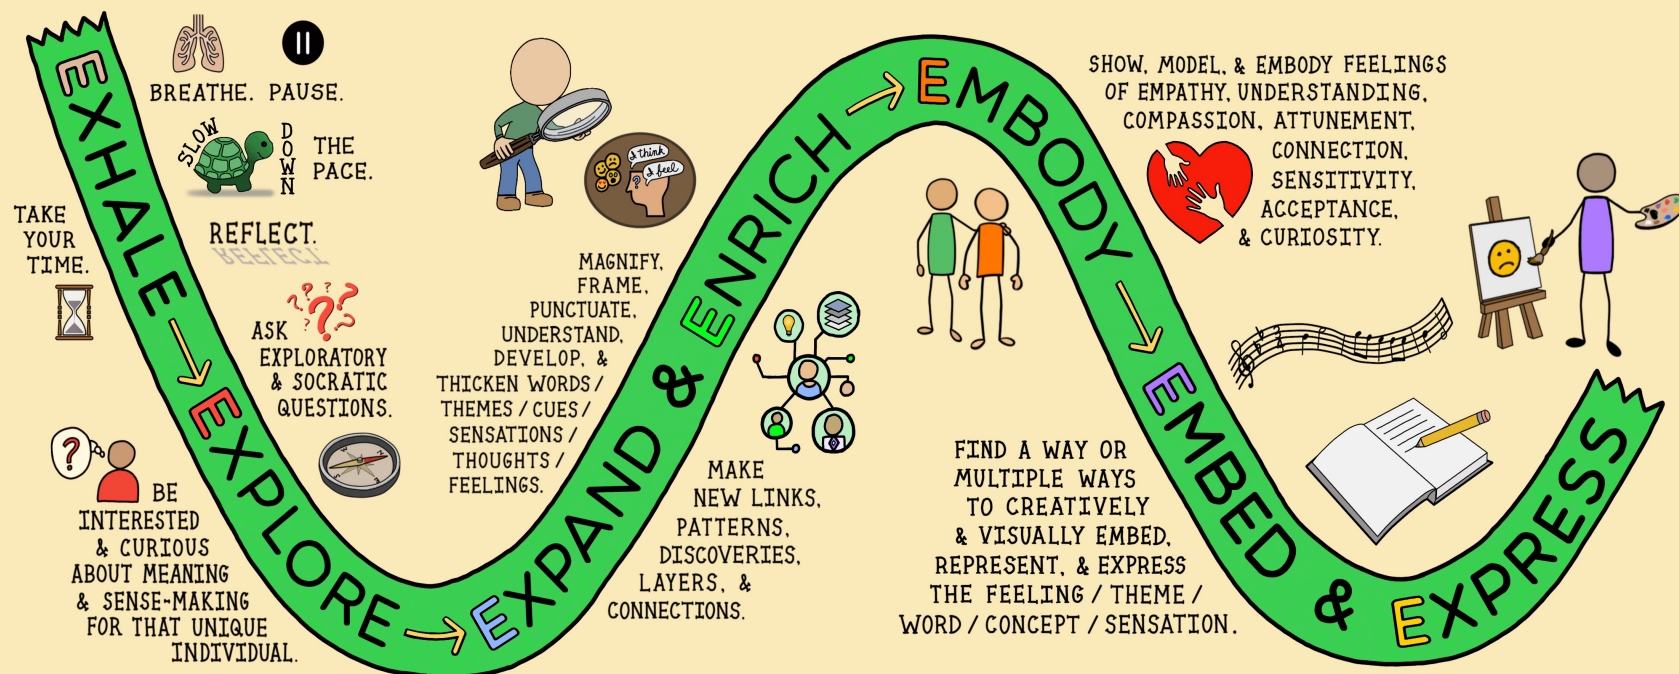 EXHALE
BREATHE. PAUSE.
SLOW DOWN THE
PACE.
TAKE
YOUR
TIME.
REFLECT.
REFLECT.
ASK
EXPLORATORY
& SOCRATIC
QUESTIONS.
EXPLORE
?
BE
INTERESTED
& CURIOUS
ABOUT MEANING
& SENSE-MAKING
FOR THAT UNIQUE
INDIVIDUAL.
I think
I feel
?
MAGNIFY,
FRAME,
PUNCTUATE,
UNDERSTAND,
DEVELOP, &
THICKEN WORDS /
THEMES / CUES /
SENSATIONS /
THOUGHTS /
FEELINGS.
EXPAND & ENRICH
MAKE
NEW LINKS,
PATTERNS,
DISCOVERIES,
LAYERS, &
CONNECTIONS.
EMBODY
SHOW, MODEL, & EMBODY FEELINGS
OF EMPATHY, UNDERSTANDING,
COMPASSION, ATTUNEMENT,
CONNECTION,
SENSITIVITY,
ACCEPTANCE,
& CURIOSITY.
EMBED & EXPRESS
FIND A WAY OR
MULTIPLE WAYS
TO CREATIVELY
& VISUALLY EMBED,
REPRESENT, & EXPRESS
THE FEELING / THEME /
WORD / CONCEPT / SENSATION.